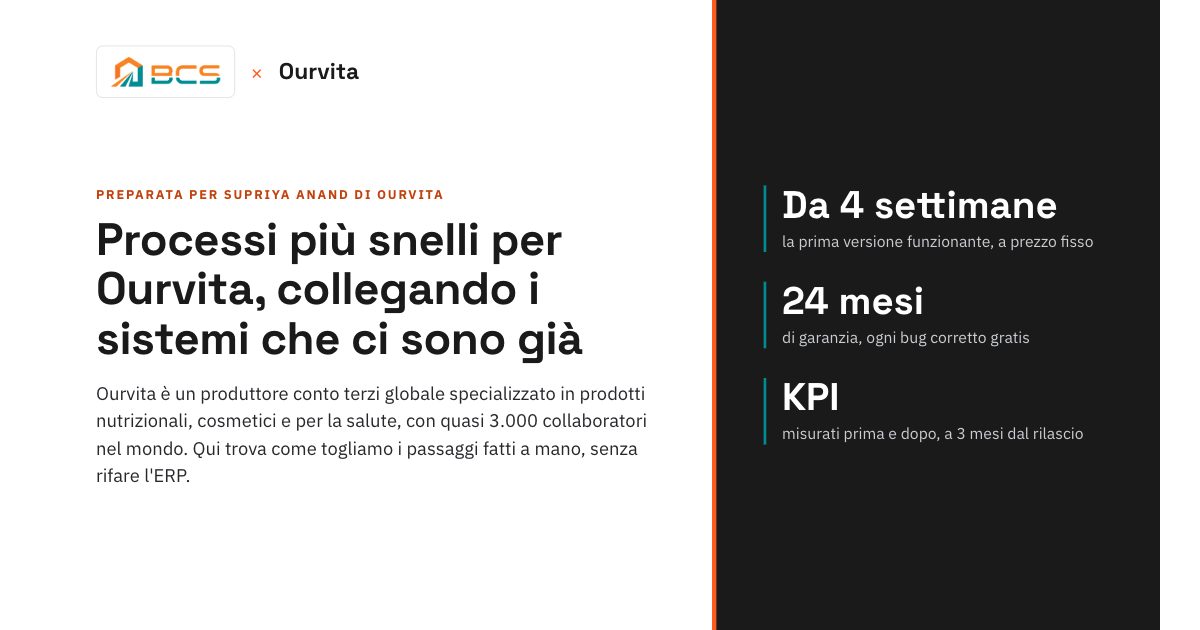 BCS × Ourvita
PREPARATA PER SUPRIYA ANAND DI OURVITA
Processi più snelli per
Ourvita, collegando i
sistemi che ci sono già
Ourvita è un produttore conto terzi globale specializzato in prodotti
nutrizionali, cosmetici e per la salute, con quasi 3.000 collaboratori
nel mondo. Qui trova come togliamo i passaggi fatti a mano, senza
rifare l'ERP.
Da 4 settimane
la prima versione funzionante, a prezzo fisso
24 mesi
di garanzia, ogni bug corretto gratis
KPI
misurati prima e dopo, a 3 mesi dal rilascio